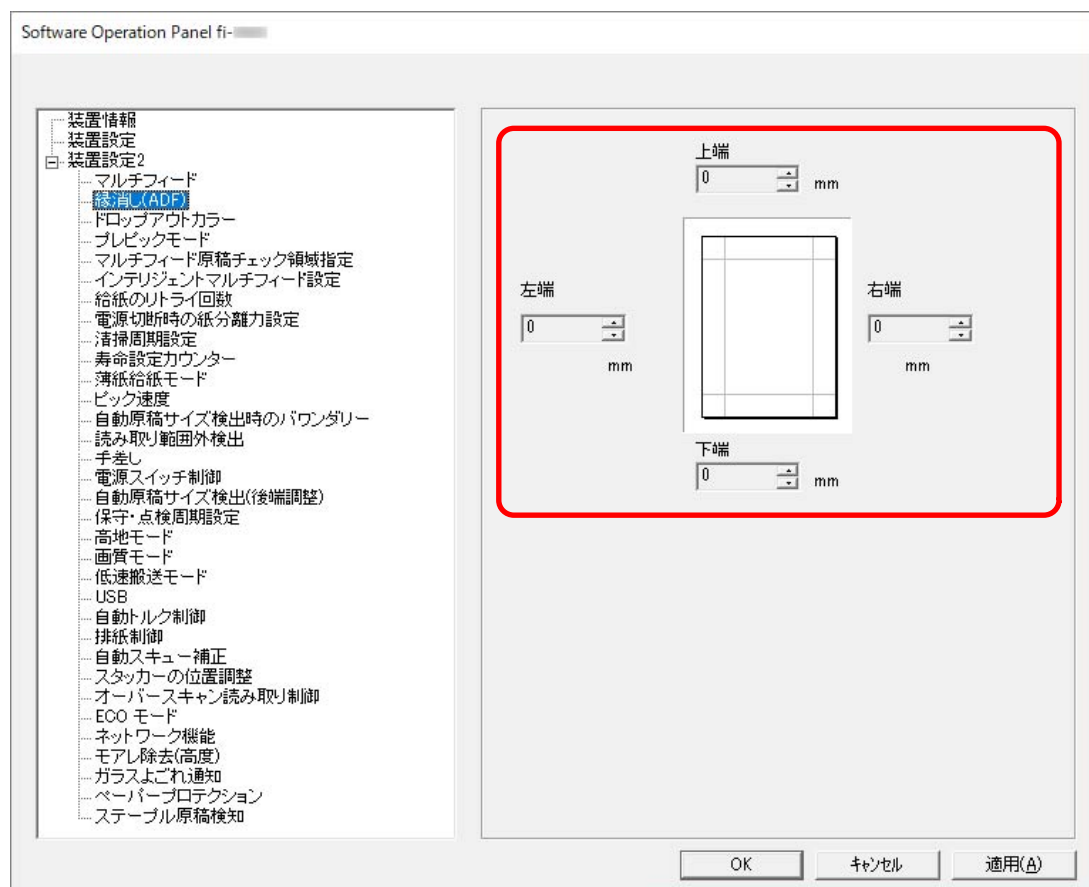 Software Operation Panel fi-
装置情報
装置設定
装置設定2
マルチフィード
縁消し(ADF)
ドロップアウトカラー
プレピックモード
マルチフィード原稿チェック領域指定
インテリジェントマルチフィード設定
給紙のリトライ回数
電源切断時の紙分離力設定
清掃周期設定
寿命設定カウンター
薄紙給紙モード
ピック速度
自動原稿サイズ検出時のバウンダリー
読み取り範囲外検出
手差し
電源スイッチ制御
自動原稿サイズ検出(後端調整)
保守・点検周期設定
高地モード
画質モード
低速搬送モード
USB
自動トルク制御
排紙制御
自動スキュー補正
スタッカーの位置調整
オーバースキャン読み取り制御
ECO モード
ネットワーク機能
モアレ除去(高度)
ガラスよごれ通知
ペーパープロテクション
ステープル原稿検知
上端
0 mm
左端
0
mm
右端
0
mm
下端
0 mm
OK
キャンセル
適用(A)